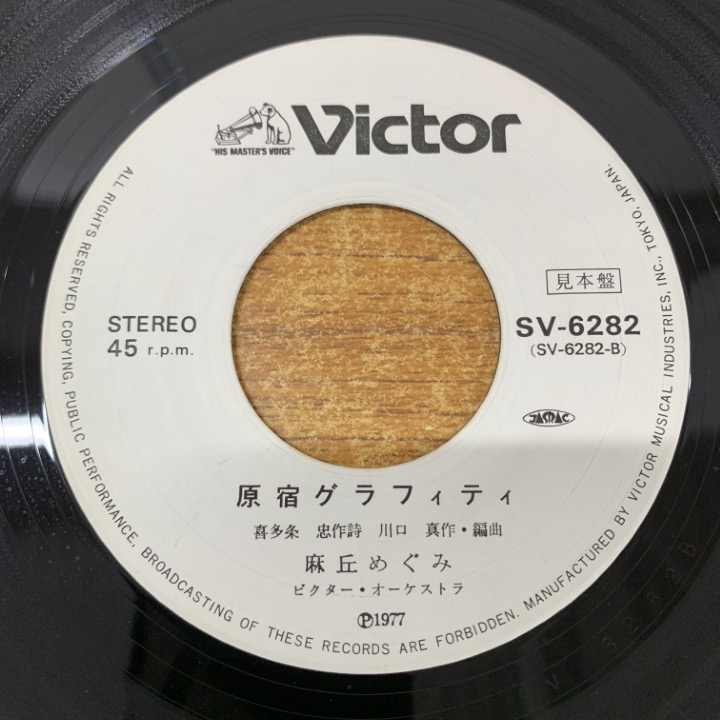 "HIS MASTER'S VOICE"
Victor
見本盤
STEREO
45 r.p.m.
SV-6282
(SV-6282-B)
JASRAC
原宿グラフィティ
喜多条 忠作詩 川口 真作・編曲
麻丘めぐみ
ビクター・オーケストラ
Ⓟ1977
ALL RIGHTS RESERVED, COPYING, PUBLIC PERFORMANCE, BROADCASTING OF THESE RECORDS ARE FORBIDDEN. MANUFACTURED BY VICTOR MUSICAL INDUSTRIES, INC., TOKYO, JAPAN.